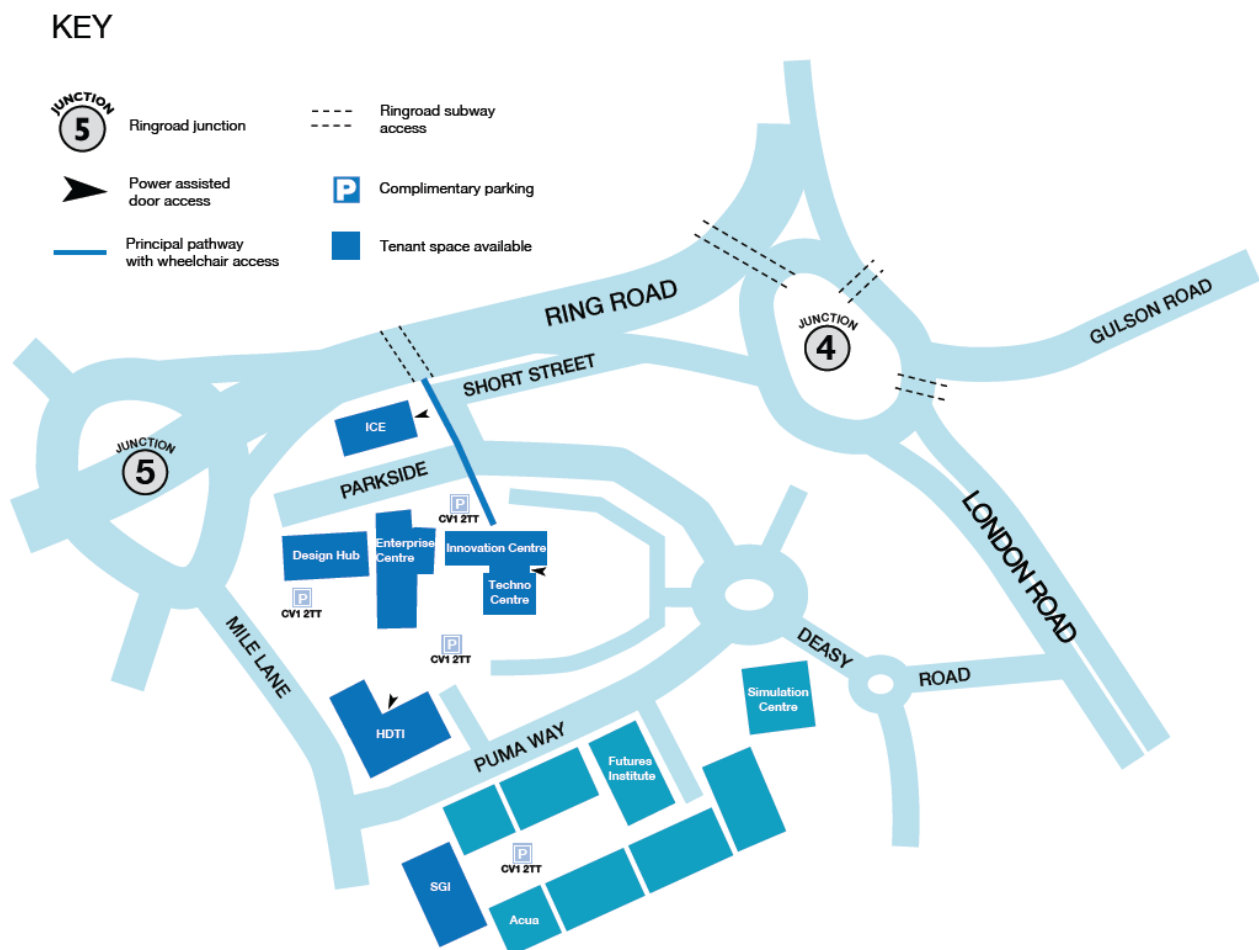 KEY
JUNCTION
5
Ringroad junction
Ringroad subway
access
Power assisted
door access
P
Complimentary parking
Principal pathway
with wheelchair access
Tenant space available
RING ROAD
GULSON ROAD
JUNCTION
4
SHORT STREET
ICE
JUNCTION
5
PARKSIDE
P
CV1 2TT
LONDON ROAD
Design Hub
Enterprise
Centre
Innovation Centre
Techno
Centre
P
CV1 2TT
MILE LANE
P
CV1 2TT
DEASY
ROAD
Simulation
Centre
HDTI
PUMA WAY
Futures
Institute
P
CV1 2TT
SGI
Acua